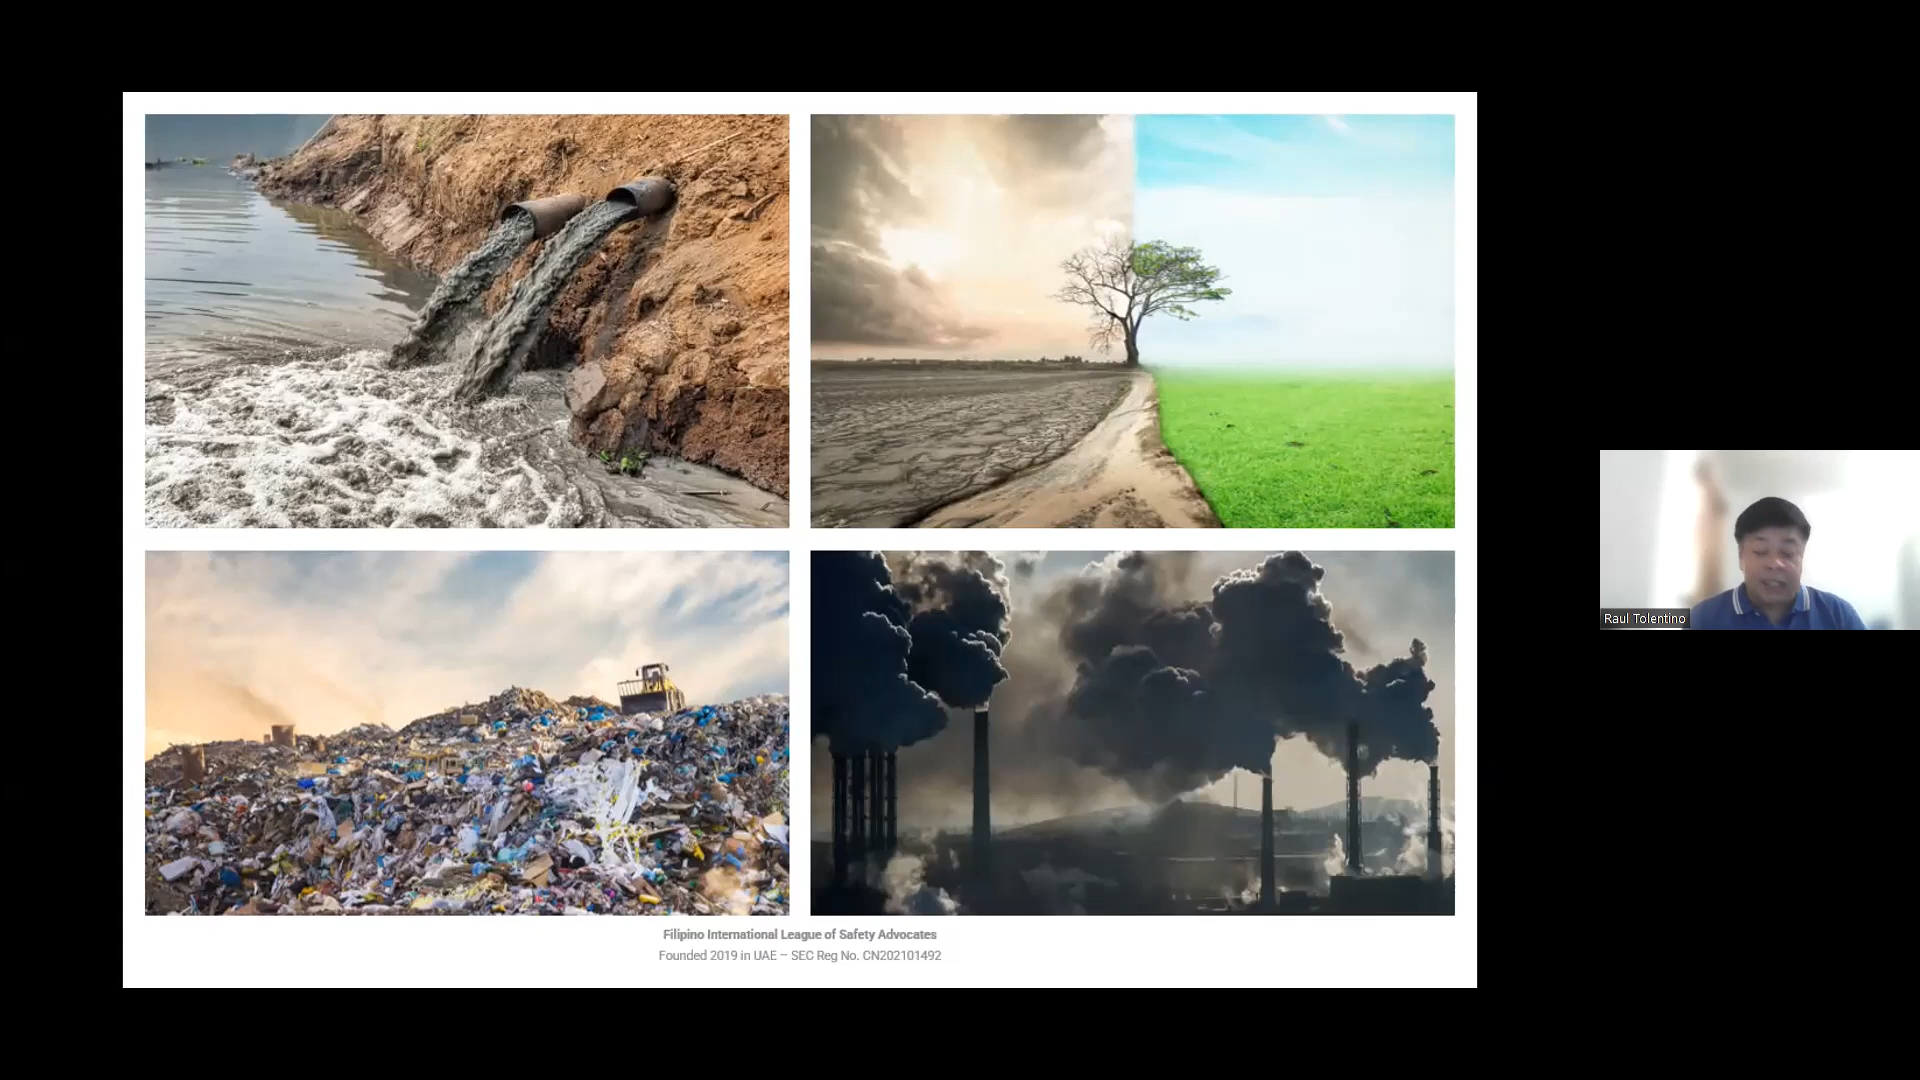 Filipino International League of Safety Advocates
Founded 2019 in UAE – SEC Reg No. CN202101492
Raul Tolentino